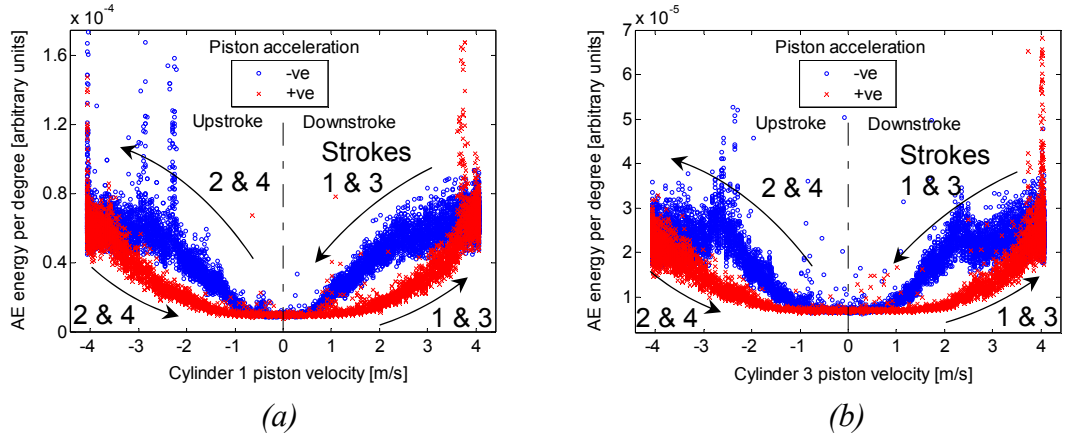 x 10⁻⁴
1.6
1.2
0.8
0.4
0
AE energy per degree [arbitrary units]
Piston acceleration
-ve
+ve
Upstroke
Downstroke
Strokes
2 & 4
1 & 3
2 & 4
1 & 3
-4 -3 -2 -1 0 1 2 3 4
Cylinder 1 piston velocity [m/s]
(a)
x 10⁻⁵
7
6
5
4
3
2
1
AE energy per degree [arbitrary units]
Piston acceleration
-ve
+ve
Upstroke
Downstroke
Strokes
2 & 4
1 & 3
2 & 4
1 & 3
-4 -3 -2 -1 0 1 2 3 4
Cylinder 3 piston velocity [m/s]
(b)